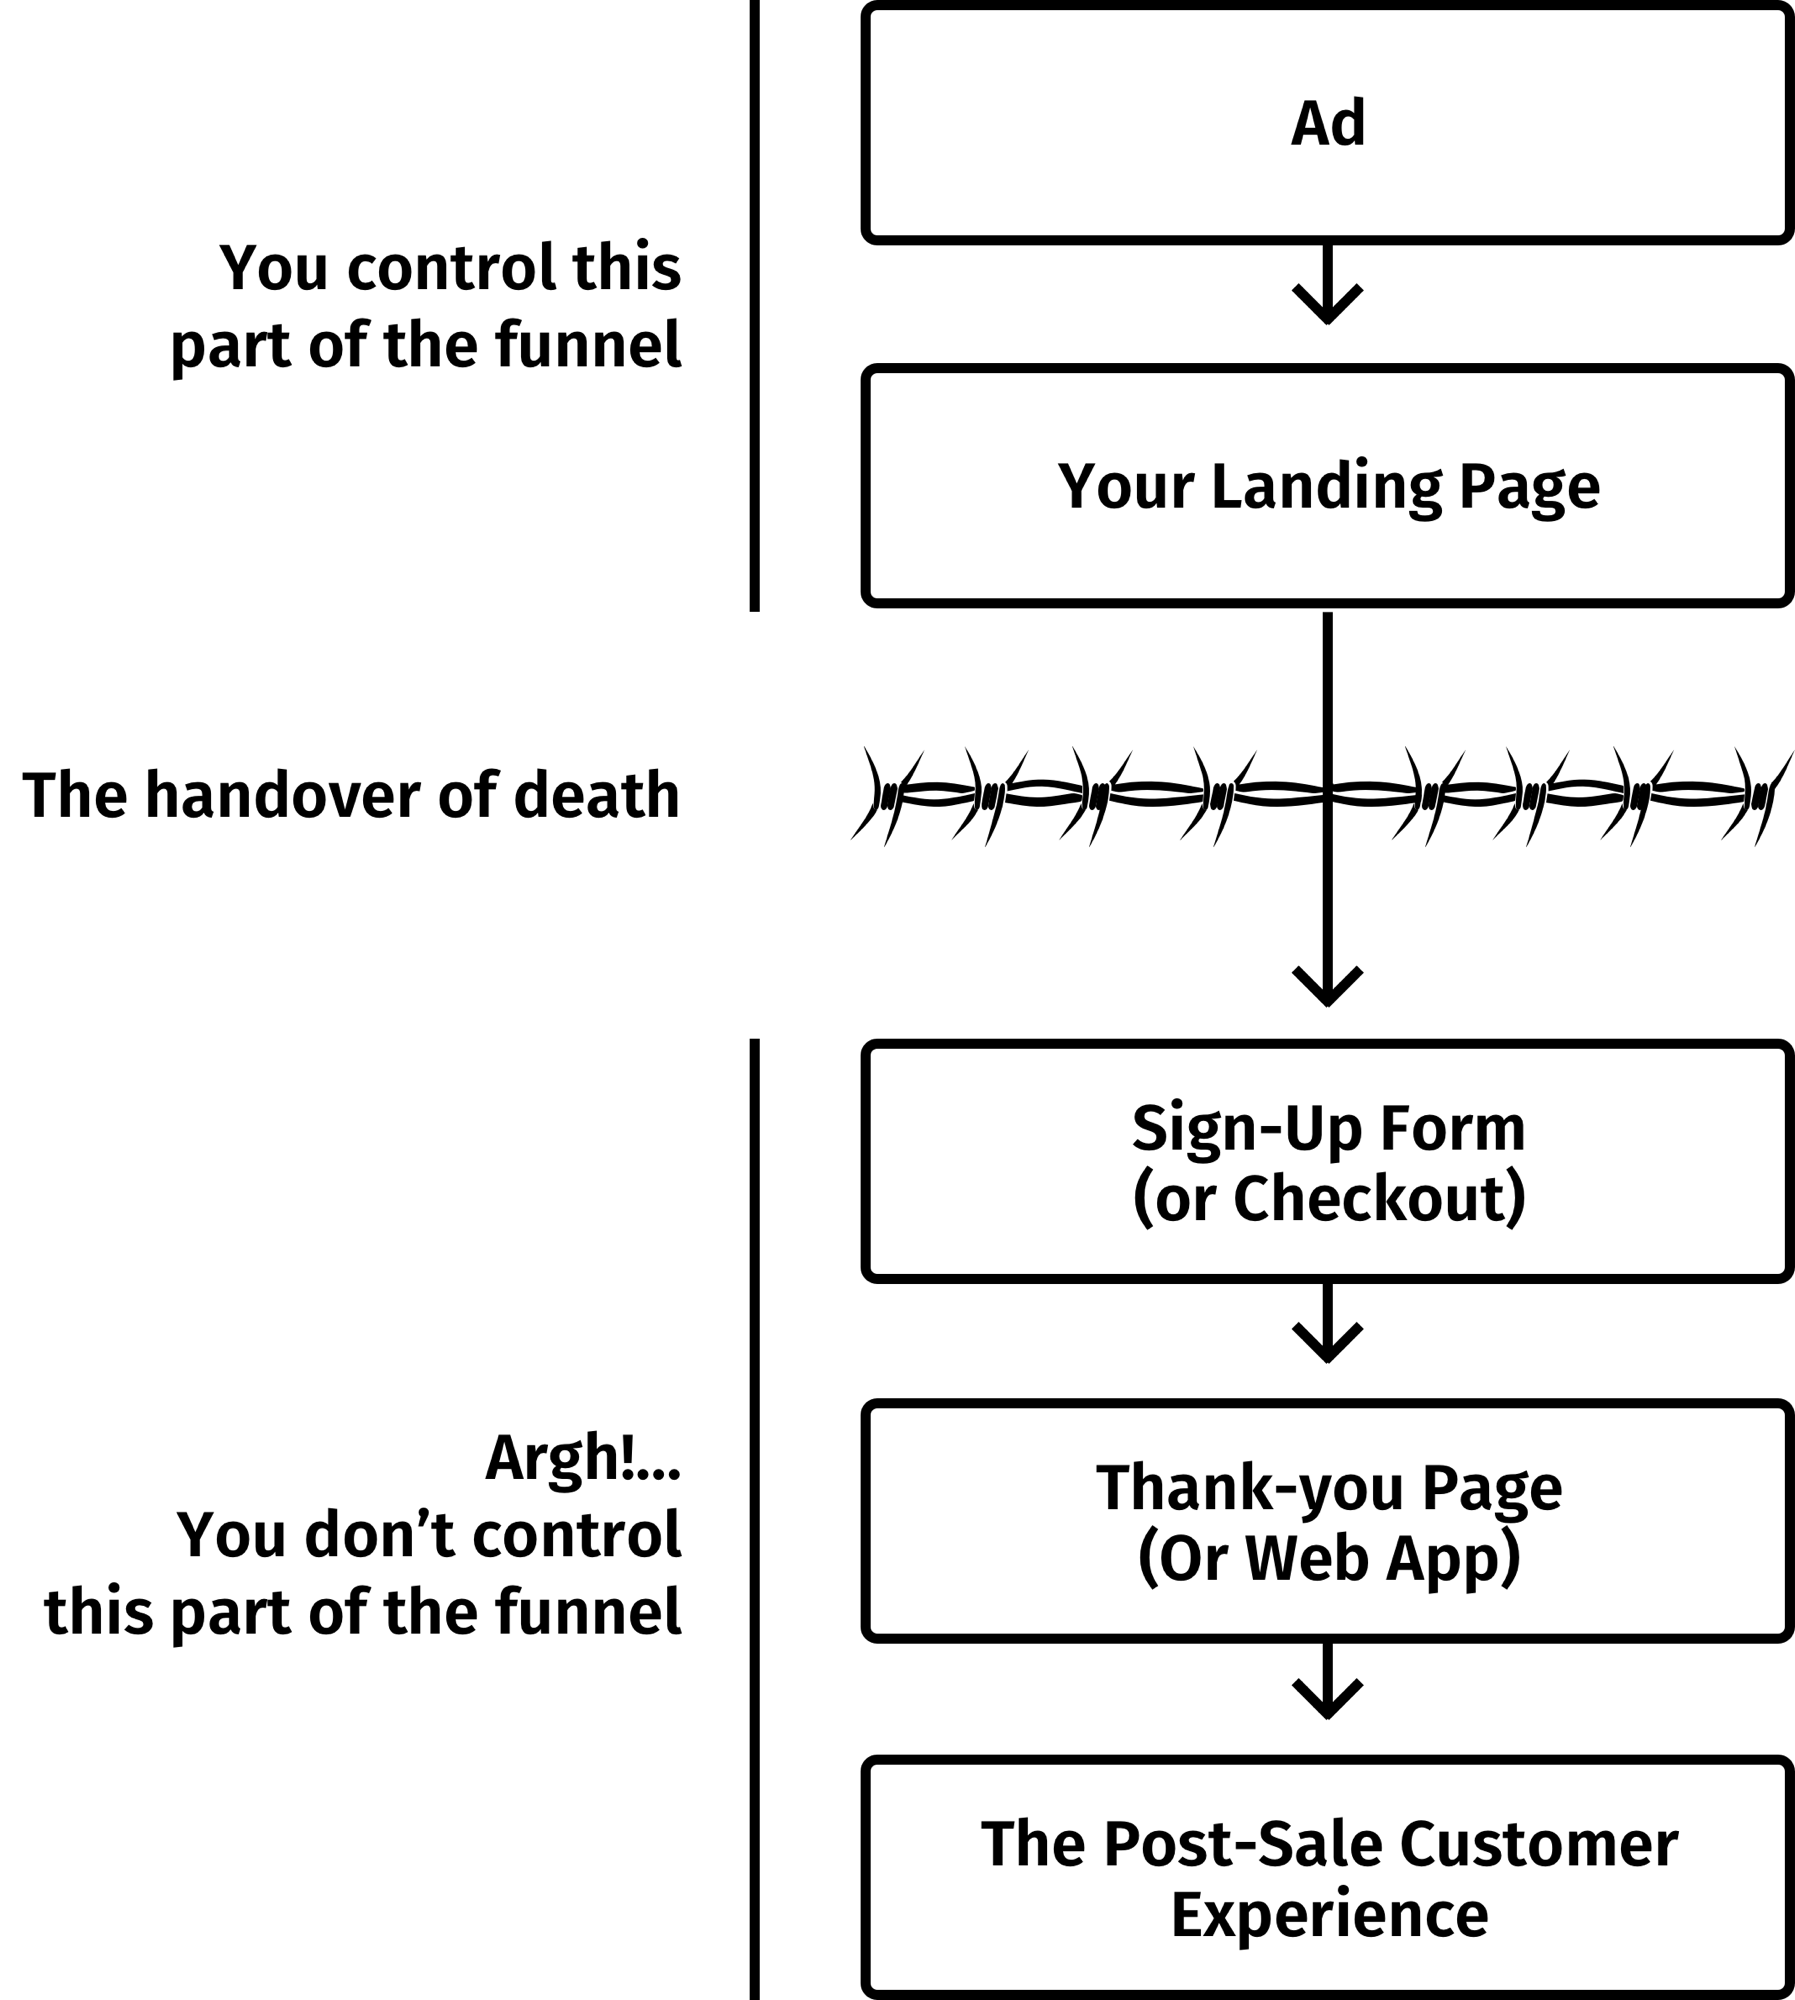 Ad
You control this
part of the funnel
Your Landing Page
The handover of death
Sign-Up Form
(or Checkout)
Argh!...
You don’t control
this part of the funnel
Thank-you Page
(Or Web App)
The Post-Sale Customer
Experience